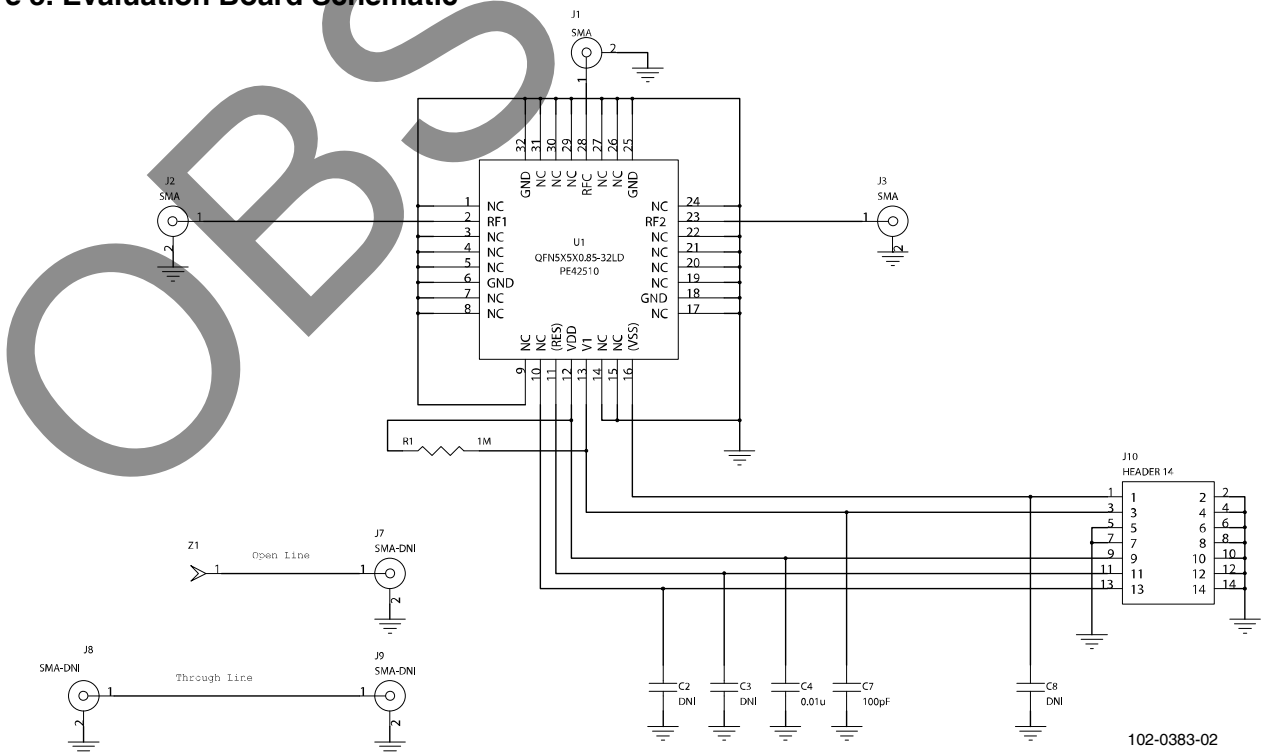 e 8. Evaluation Board Schematic
OBS
J1
SMA
2
1
32 31 30 29 28 27 26 25
GND NC NC NC RFC NC NC GND
J2
SMA
1
2
J3
SMA
1
2
1 NC
2 RF1
3 NC
4 NC
5 NC
6 GND
7 NC
8 NC
U1
QFN5X5X0.85-32LD
PE42510
NC 24
RF2 23
NC 22
NC 21
NC 20
NC 19
GND 18
NC 17
NC NC (RES) VDD V1 NC NC (VSS)
9 10 11 12 13 14 15 16
R1 1M
J10
HEADER 14
1 1 2 2
3 3 4 4
5 5 6 6
7 7 8 8
9 9 10 10
11 11 12 12
13 13 14 14
Z1
1
Open Line
J7
SMA-DNI
1
2
J8
SMA-DNI
1
2
Through Line
J9
SMA-DNI
1
2
C2
DNI
C3
DNI
C4
0.01u
C7
100pF
C8
DNI
102-0383-02